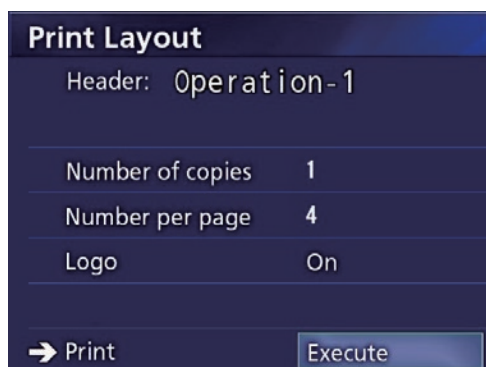 Print Layout
Header: Operation-1
Number of copies 1
Number per page 4
Logo On
➔ Print Execute